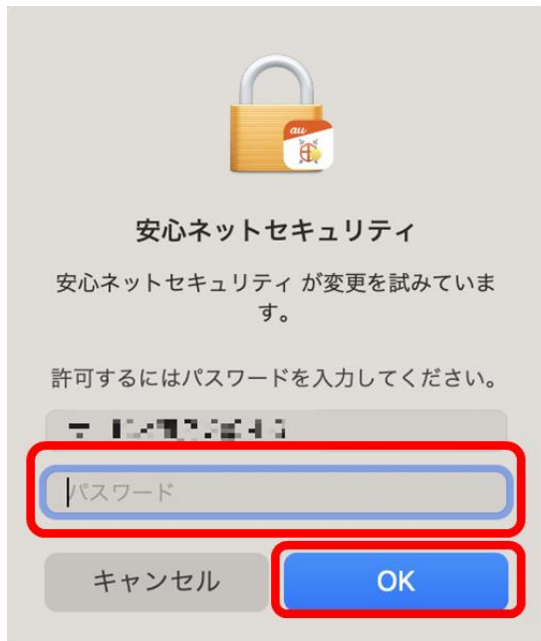 au
安心ネットセキュリティ
安心ネットセキュリティ が変更を試みていま
す。
許可するにはパスワードを入力してください。
パスワード
キャンセル
OK